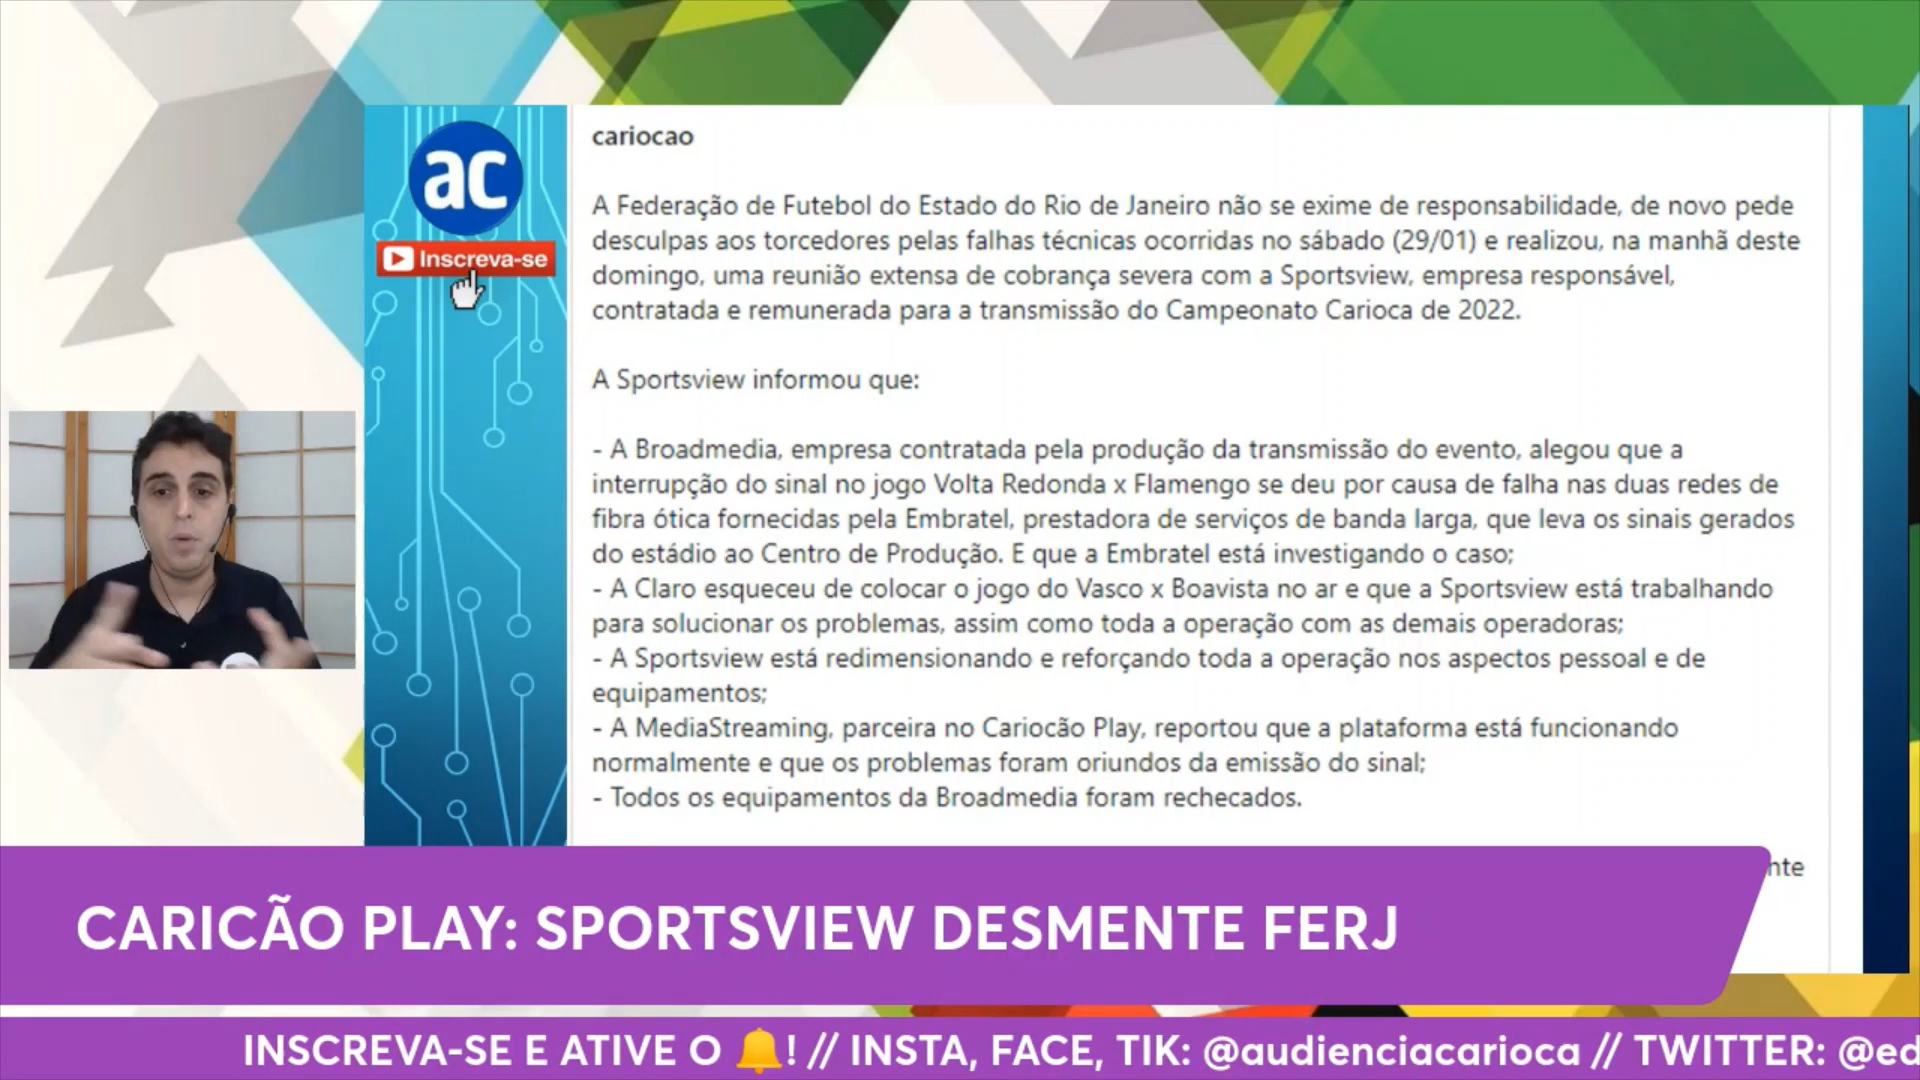 cariocao
ac
Inscreva-se
A Federação de Futebol do Estado do Rio de Janeiro não se exime de responsabilidade, de novo pede
desculpas aos torcedores pelas falhas técnicas ocorridas no sábado (29/01) e realizou, na manhã deste
domingo, uma reunião extensa de cobrança severa com a Sportsview, empresa responsável,
contratada e remunerada para a transmissão do Campeonato Carioca de 2022.
A Sportsview informou que:
- A Broadmedia, empresa contratada pela produção da transmissão do evento, alegou que a
interrupção do sinal no jogo Volta Redonda x Flamengo se deu por causa de falha nas duas redes de
fibra ótica fornecidas pela Embratel, prestadora de serviços de banda larga, que leva os sinais gerados
do estádio ao Centro de Produção. E que a Embratel está investigando o caso;
- A Claro esqueceu de colocar o jogo do Vasco x Boavista no ar e que a Sportsview está trabalhando
para solucionar os problemas, assim como toda a operação com as demais operadoras;
- A Sportsview está redimensionando e reforçando toda a operação nos aspectos pessoal e de
equipamentos;
- A MediaStreaming, parceira no Cariocão Play, reportou que a plataforma está funcionando
normalmente e que os problemas foram oriundos da emissão do sinal;
- Todos os equipamentos da Broadmedia foram rechecados.
CARICÃO PLAY: SPORTSVIEW DESMENTE FERJ
INSCREVA-SE E ATIVE O 🔔! // INSTA, FACE, TIK: @audienciacarioca // TWITTER: @ed